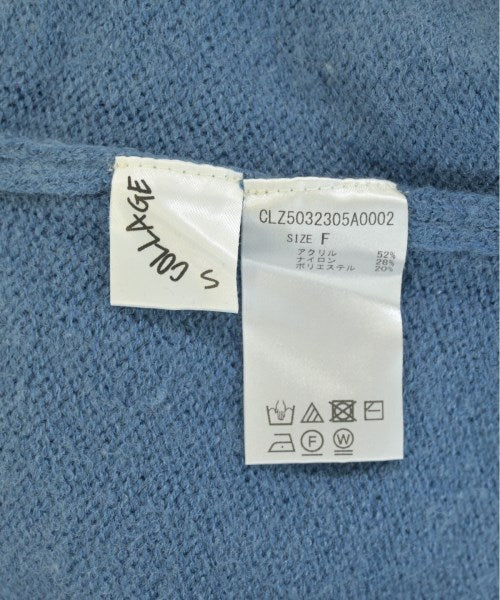 COLLAGE
CLZ5032305A0002
SIZE F
アクリル 52%
ナイロン 28%
ポリエステル 20%
F W